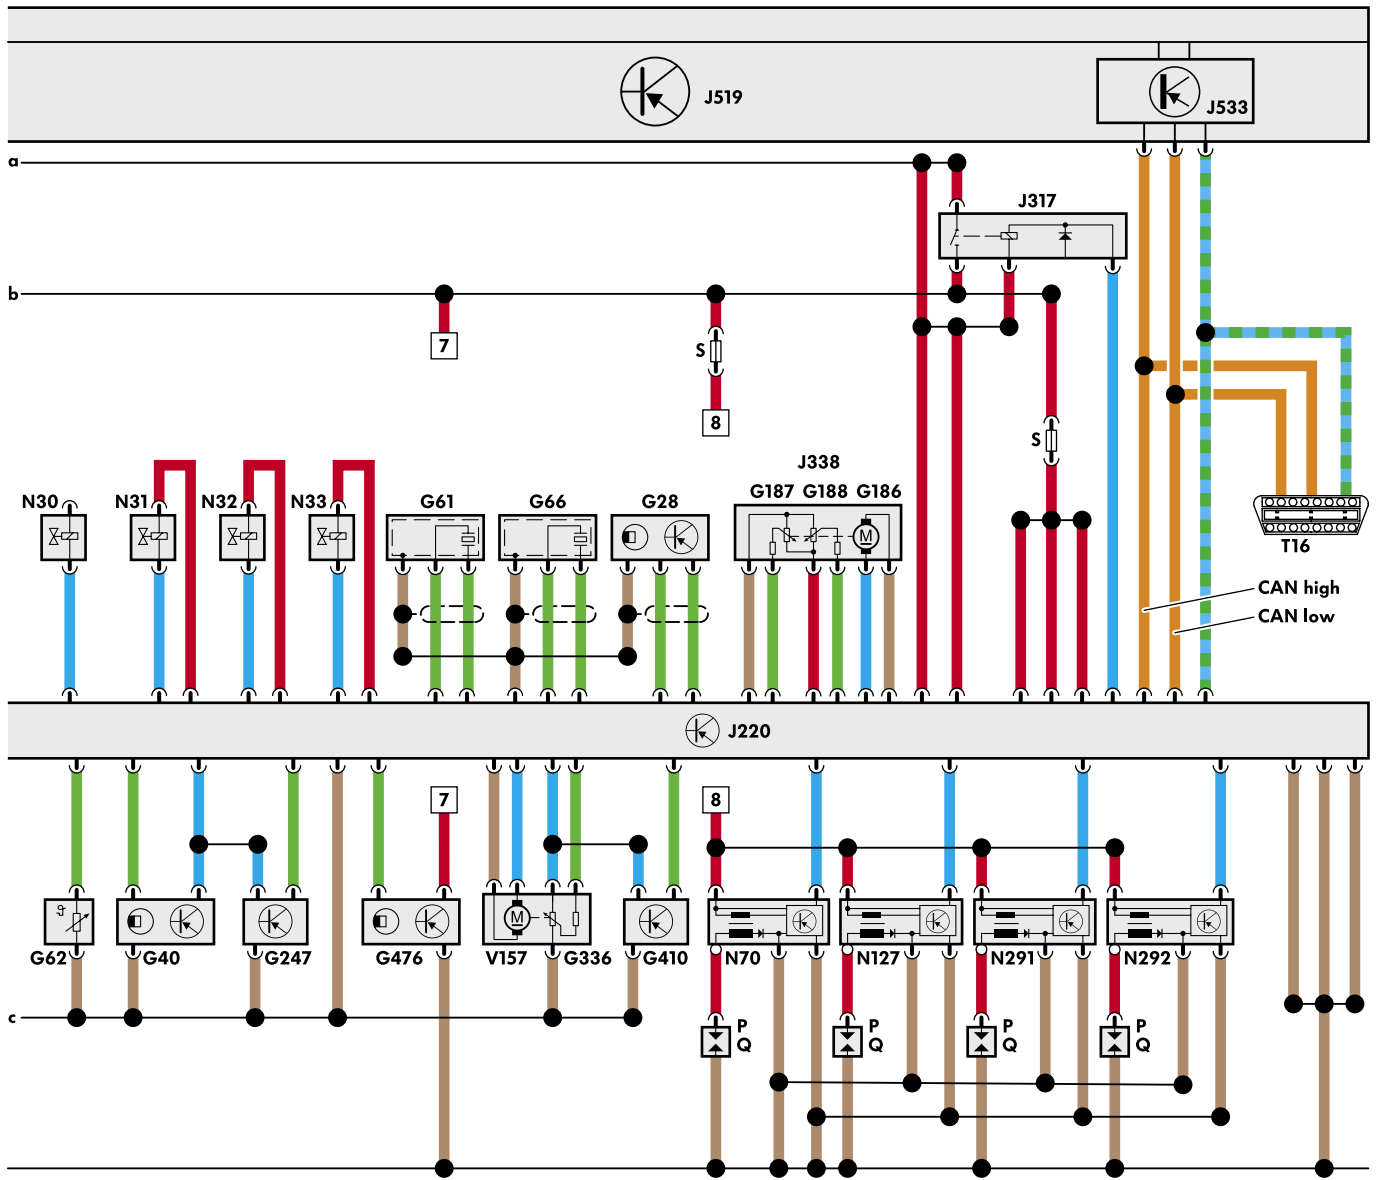 J519
J533
a
J317
b
7
S
8
S
J338
N30 N31 N32 N33 G61 G66 G28 G187 G188 G186
M
T16
CAN high
CAN low
J220
7
8
ϑ
M
G62 G40 G247 G476 V157 G336 G410 N70 N127 N291 N292
c
P P P P
Q Q Q Q